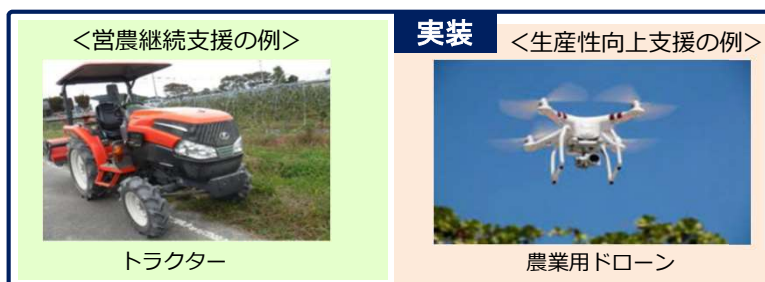 <営農継続支援の例>
トラクター
実装
<生産性向上支援の例>
農業用ドローン